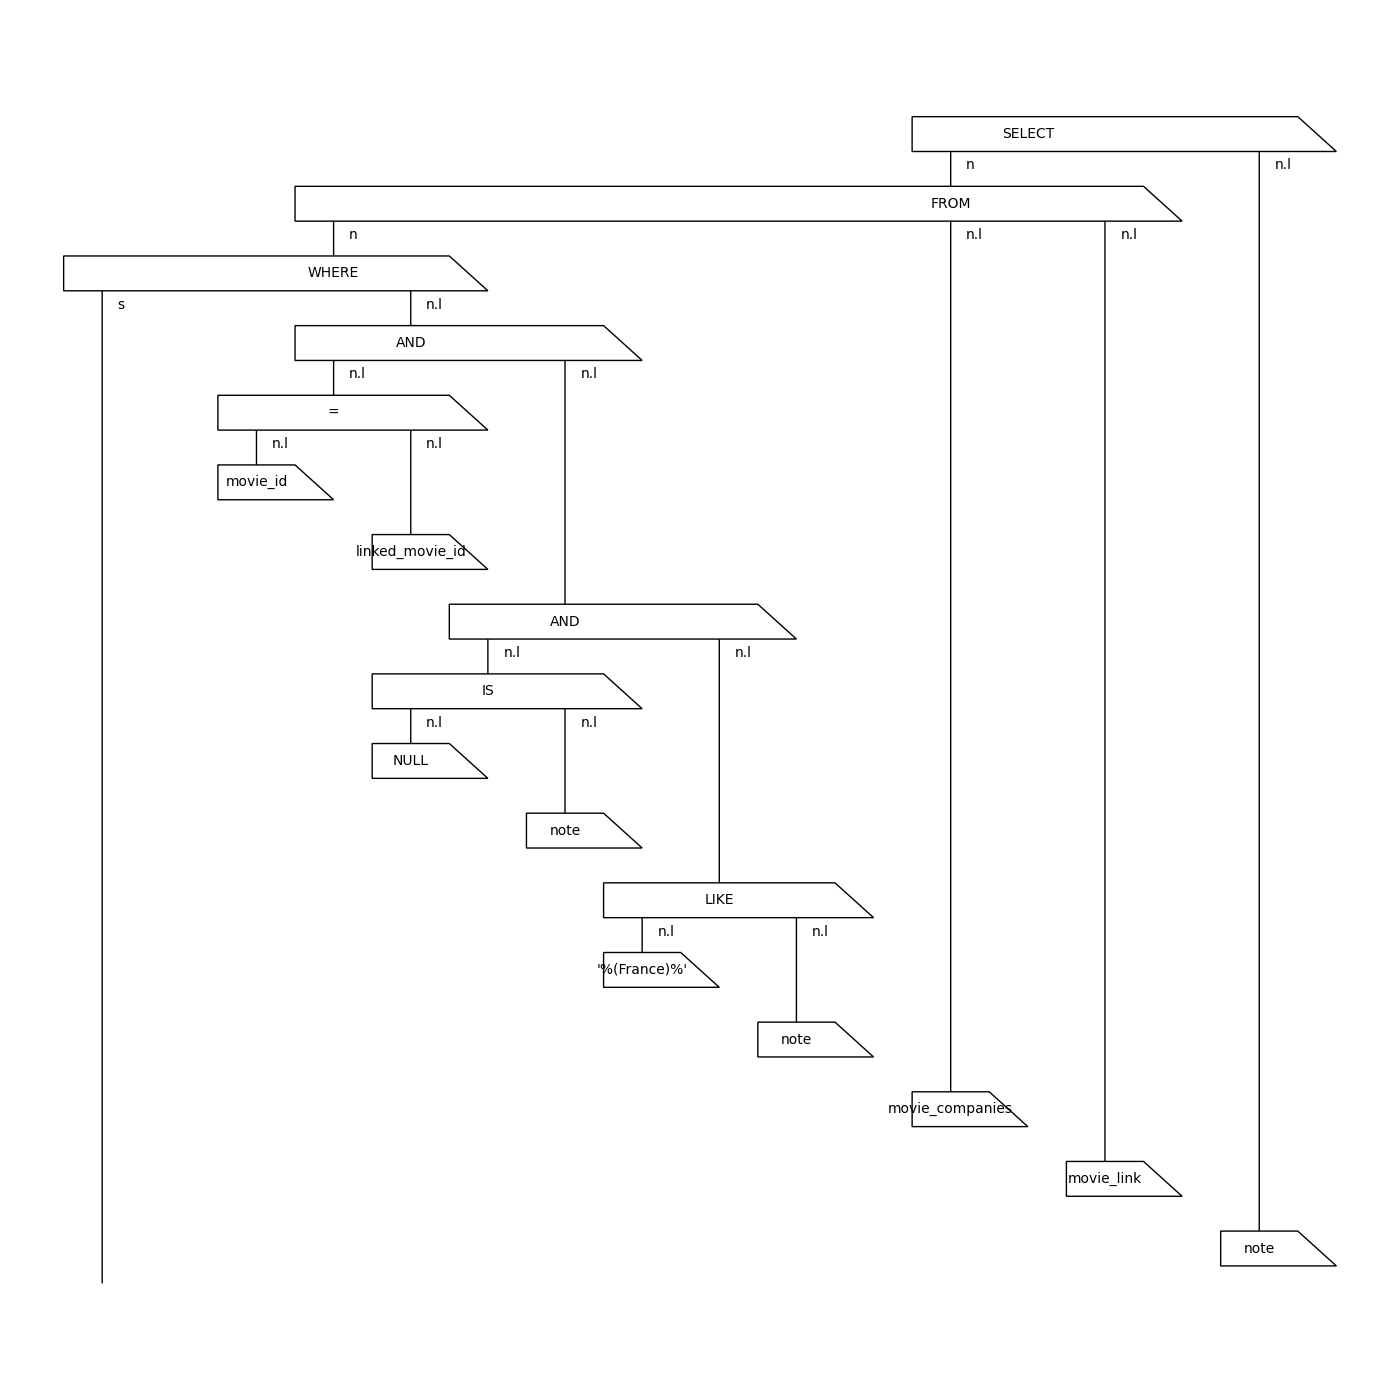 SELECT
n n.l
FROM
n n.l n.l
WHERE
s n.l
AND
n.l n.l
=
n.l n.l
movie_id
linked_movie_id
AND
n.l n.l
IS
n.l n.l
NULL
note
LIKE
n.l n.l
'%(France)%'
note
movie_companies
movie_link
note